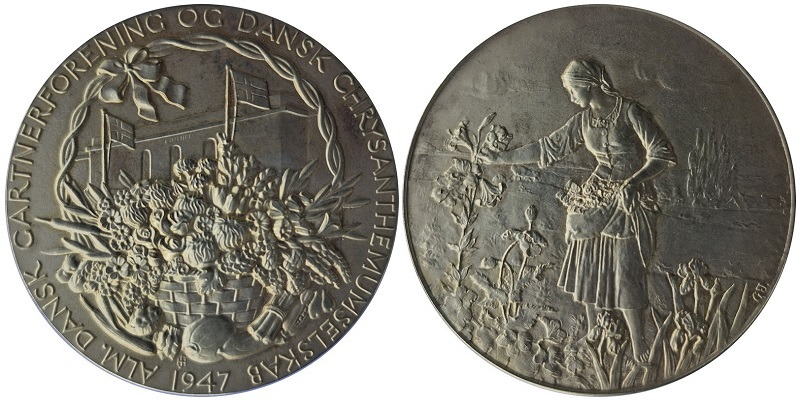 ALM. DANSK GARTNERFORENING OG DANSK CHRYSANTHEMUMSELSKAB
1947